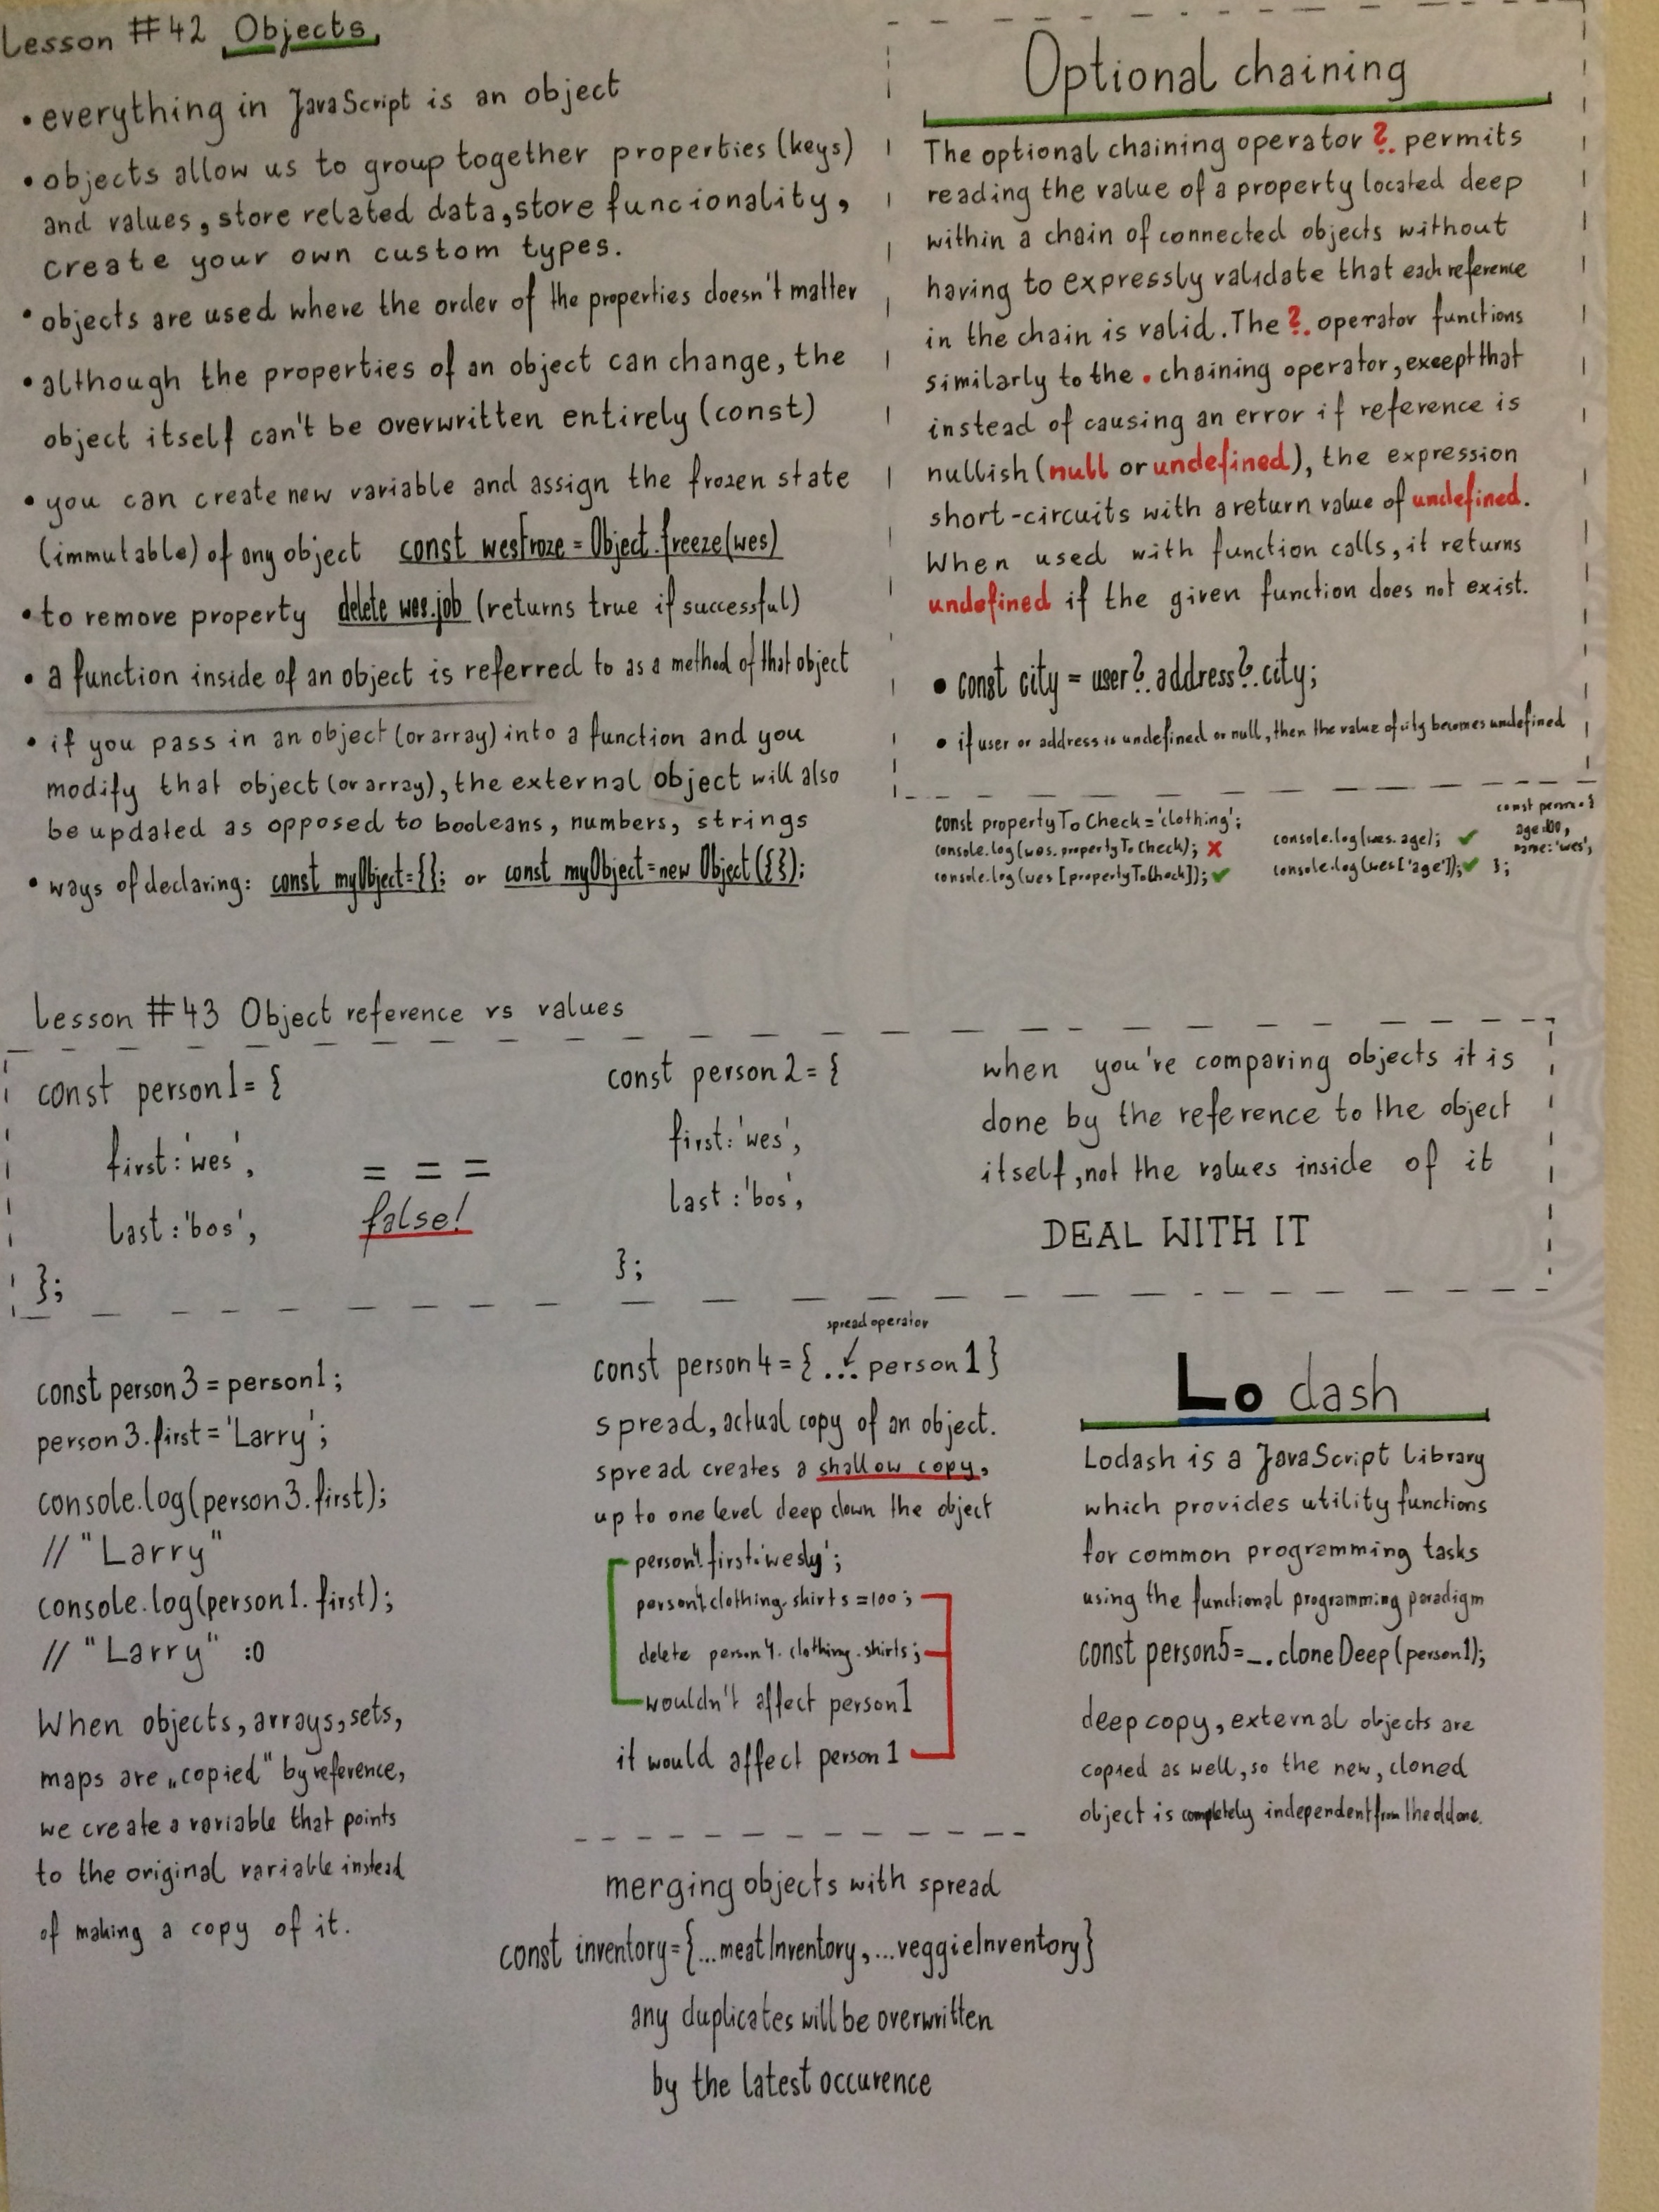 Lesson #42 Objects
• everything in JavaScript is an object
• objects allow us to group together properties (keys)
and values, store related data, store funcionality,
create your own custom types.
• objects are used where the order of the properties doesn't matter
• although the properties of an object can change, the
object itself can't be overwritten entirely (const)
• you can create new variable and assign the frozen state
(immutable) of any object const wesFroze = Object.freeze(wes)
• to remove property delete wes.job (returns true if successful)
• a function inside of an object is referred to as a method of that object
• if you pass in an object (or array) into a function and you
modify that object (or array), the external object will also
be updated as opposed to booleans, numbers, strings
• ways of declaring: const myObject={}; or const myObject=new Object({});
Optional chaining
The optional chaining operator ?. permits
reading the value of a property located deep
within a chain of connected objects without
having to expressly validate that each reference
in the chain is valid. The ?. operator functions
similarly to the . chaining operator, except that
instead of causing an error if reference is
nullish (null or undefined), the expression
short-circuits with a return value of undefined.
When used with function calls, it returns
undefined if the given function does not exist.
• const city = user?.address?.city;
• if user or address is undefined or null, then the value of city becomes undefined
const propertyToCheck='clothing';
console.log(wes.propertyToCheck); ✗
console.log(wes[propertyToCheck]); ✓
console.log(wes.age); ✓
console.log(wes['age']); ✓
const person={
age:100,
name:'wes',
};
Lesson #43 Object reference vs values
const person1= {
first:'wes',
last:'bos',
};
===
false!
const person2= {
first:'wes',
last:'bos',
};
when you're comparing objects it is
done by the reference to the object
itself, not the values inside of it
DEAL WITH IT
const person3 = person1;
person3.first = 'Larry';
console.log(person3.first);
// "Larry"
console.log(person1.first);
// "Larry" :0
When objects, arrays, sets,
maps are „copied" by reference,
we create a variable that points
to the original variable instead
of making a copy of it.
spread operator
const person4={...person1}
spread, actual copy of an object.
spread creates a shallow copy,
up to one level deep down the object
person4.first='wesly';
person4.clothing.shirts=100;
delete person4.clothing.shirts;
wouldn't affect person1
it would affect person1
merging objects with spread
const inventory={...meatInventory,...veggieInventory}
any duplicates will be overwritten
by the latest occurence
Lodash
Lodash is a JavaScript library
which provides utility functions
for common programming tasks
using the functional programming paradigm
const person5=_.cloneDeep(person1);
deep copy, external objects are
copied as well, so the new, cloned
object is completely independent from the old one.